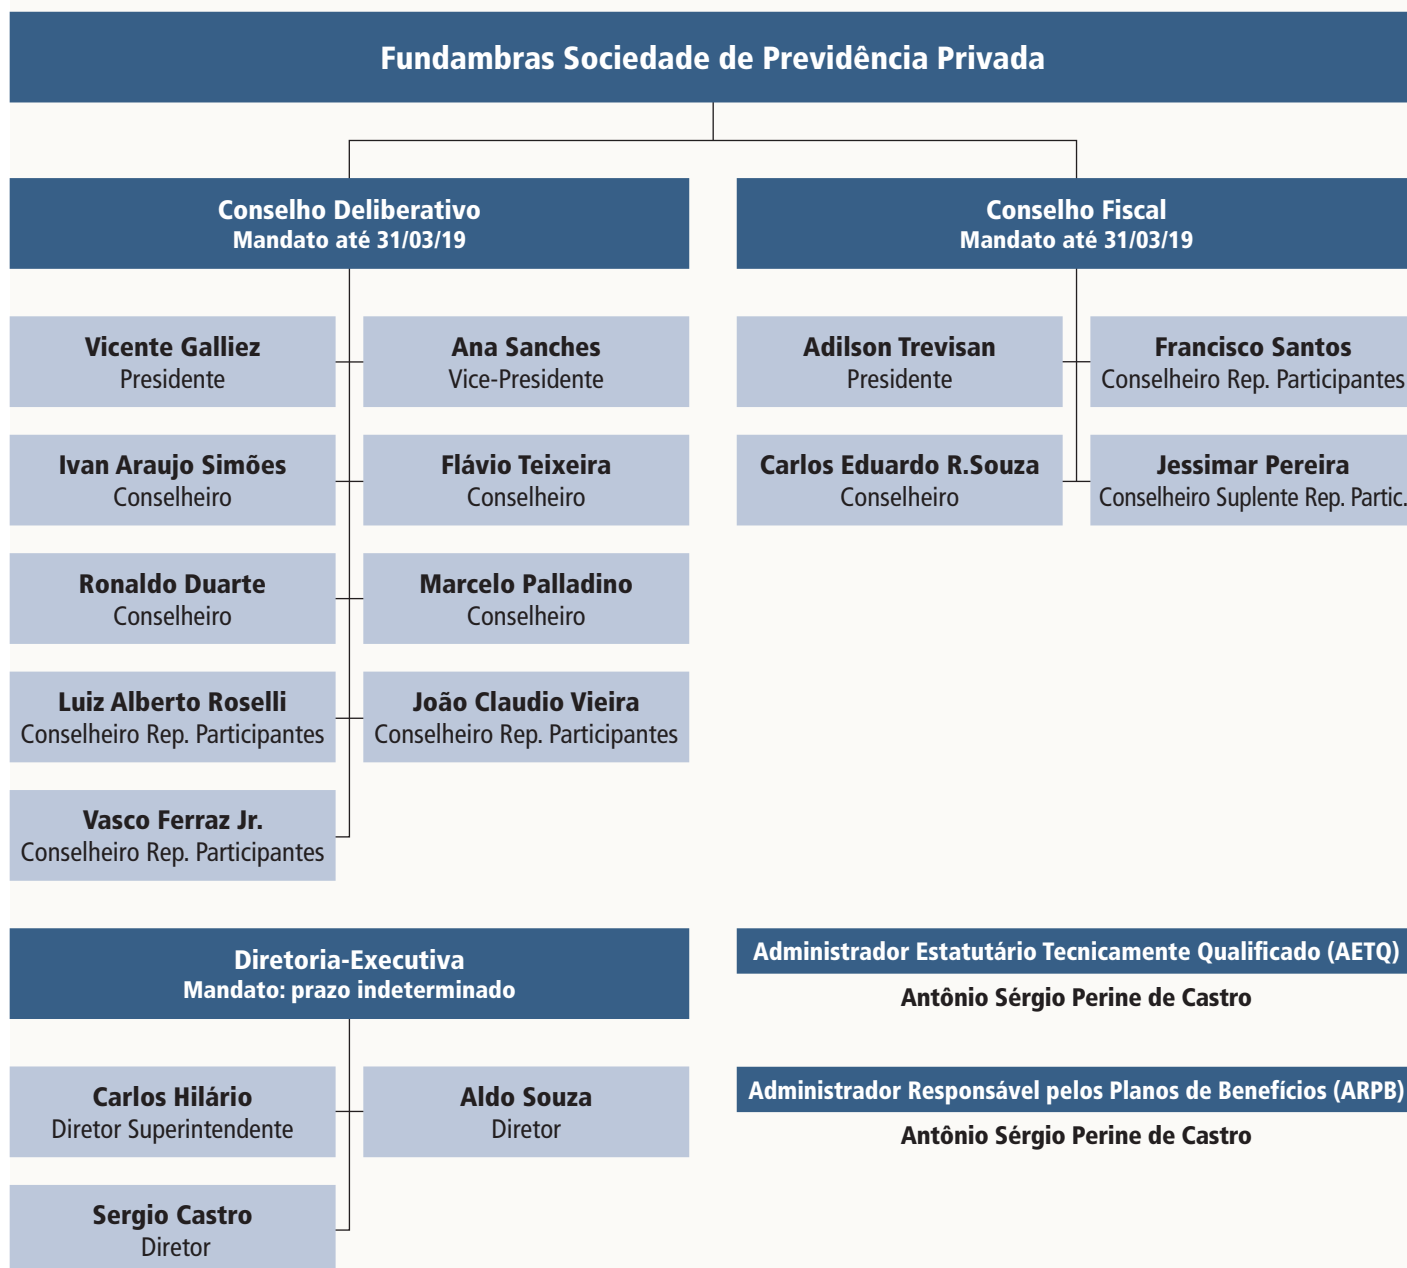 Fundambras Sociedade de Previdência Privada
Conselho Deliberativo
Mandato até 31/03/19
Vicente Galliez
Presidente
Ana Sanches
Vice-Presidente
Ivan Araujo Simões
Conselheiro
Flávio Teixeira
Conselheiro
Ronaldo Duarte
Conselheiro
Marcelo Palladino
Conselheiro
Luiz Alberto Roselli
Conselheiro Rep. Participantes
João Claudio Vieira
Conselheiro Rep. Participantes
Vasco Ferraz Jr.
Conselheiro Rep. Participantes
Conselho Fiscal
Mandato até 31/03/19
Adilson Trevisan
Presidente
Francisco Santos
Conselheiro Rep. Participantes
Carlos Eduardo R.Souza
Conselheiro
Jessimar Pereira
Conselheiro Suplente Rep. Partic.
Diretoria-Executiva
Mandato: prazo indeterminado
Carlos Hilário
Diretor Superintendente
Aldo Souza
Diretor
Sergio Castro
Diretor
Administrador Estatutário Tecnicamente Qualificado (AETQ)
Antônio Sérgio Perine de Castro
Administrador Responsável pelos Planos de Benefícios (ARPB)
Antônio Sérgio Perine de Castro